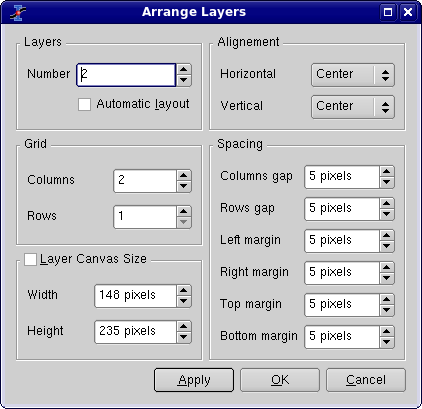 Arrange Layers
Layers
Number 2
Automatic layout
Alignement
Horizontal Center
Vertical Center
Grid
Columns 2
Rows 1
Spacing
Columns gap 5 pixels
Rows gap 5 pixels
Left margin 5 pixels
Right margin 5 pixels
Top margin 5 pixels
Bottom margin 5 pixels
Layer Canvas Size
Width 148 pixels
Height 235 pixels
Apply OK Cancel